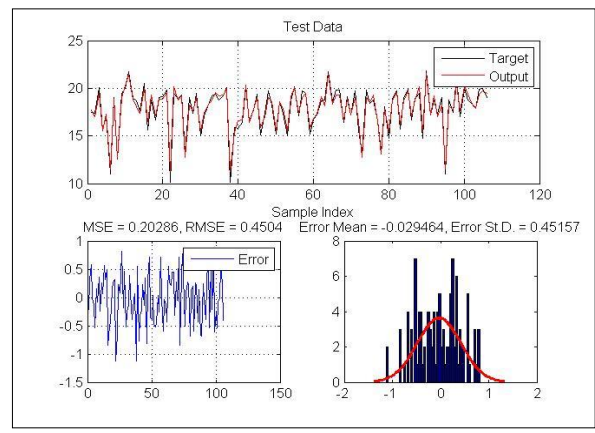 Test Data
25
20
15
10
Target
Output
0 20 40 60 80 100 120
Sample Index
MSE = 0.20286, RMSE = 0.4504
Error Mean = -0.029464, Error St.D. = 0.45157
1
0.5
0
-0.5
-1
-1.5
Error
0 50 100 150
8
6
4
2
0
-2 -1 0 1 2